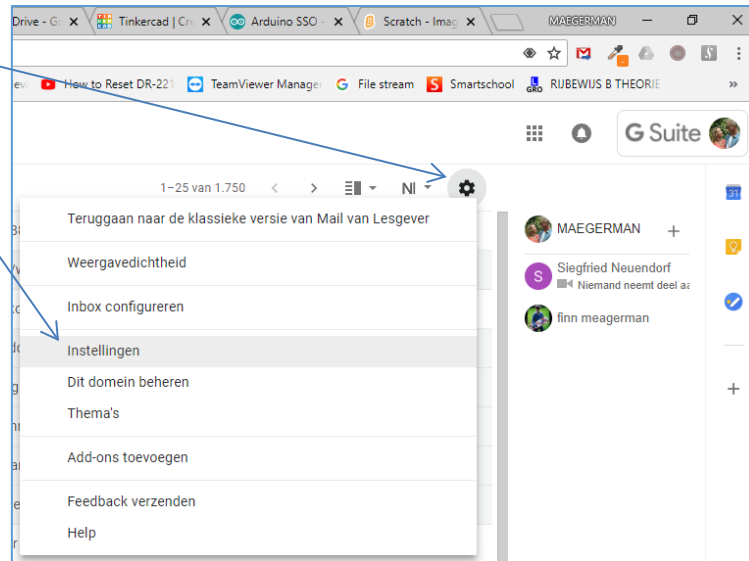 Drive - Go
Tinkercad | Cre
Arduino SSO -
Scratch - Imag
MAEGERMAN
How to Reset DR-221
TeamViewer Manager
File stream
Smartschool
RIJBEWIJS B THEORIE
G Suite
1–25 van 1.750
Nl
31
Teruggaan naar de klassieke versie van Mail van Lesgever
MAEGERMAN
Weergavedichtheid
S
Siegfried Neuendorf
Niemand neemt deel aa
Inbox configureren
finn meagerman
Instellingen
Dit domein beheren
Thema's
Add-ons toevoegen
Feedback verzenden
Help